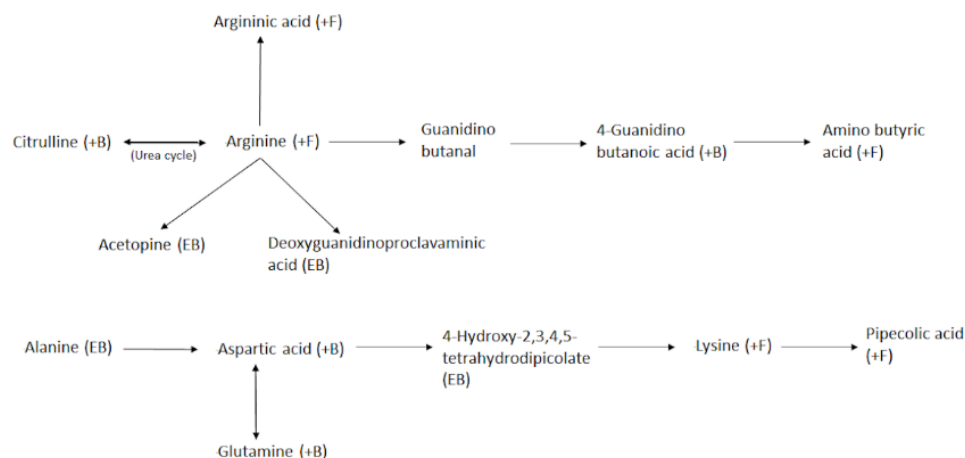 Argininic acid (+F)
Citrulline (+B)
(Urea cycle)
Arginine (+F)
Guanidino
butanal
4-Guanidino
butanoic acid (+B)
Amino butyric
acid (+F)
Acetopine (EB)
Deoxyguanidinoproclavaminic
acid (EB)
Alanine (EB)
Aspartic acid (+B)
4-Hydroxy-2,3,4,5-
tetrahydrodipicolate
(EB)
Lysine (+F)
Pipecolic acid
(+F)
Glutamine (+B)